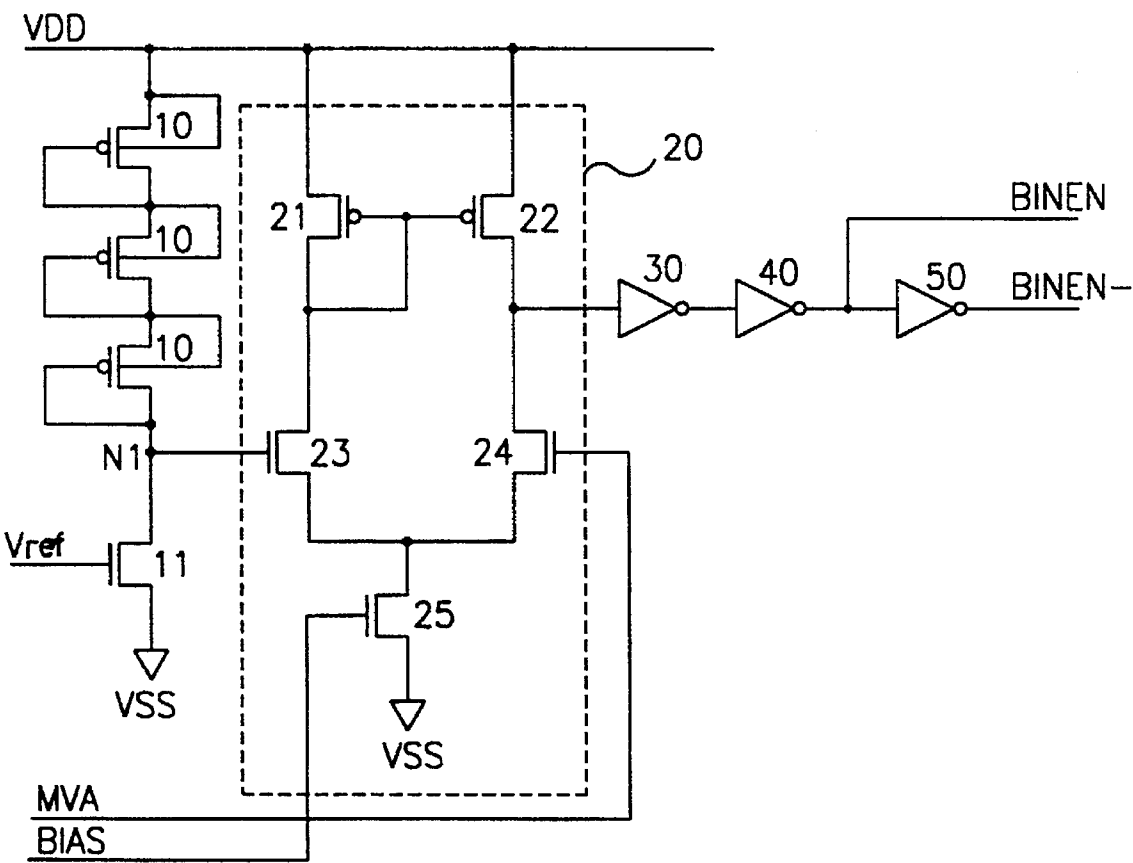 VDD
10
20
21
22
BINEN
10
30
40
50
BINEN-
10
N1
23
24
Vref
11
25
VSS
VSS
MVA
BIAS